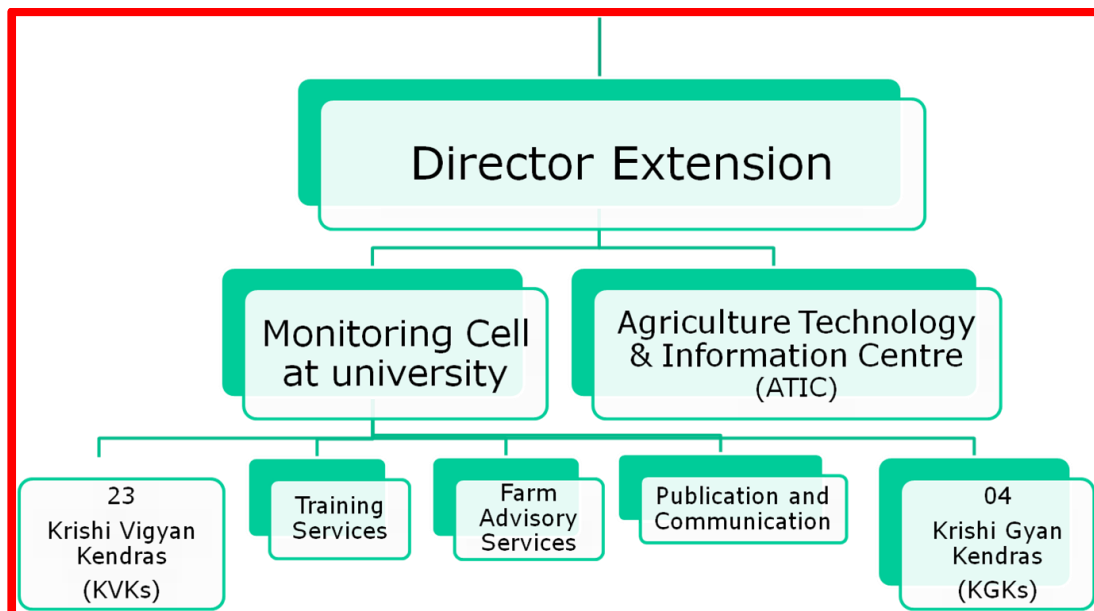 Director Extension
Monitoring Cell
at university
Agriculture Technology
& Information Centre
(ATIC)
23
Krishi Vigyan
Kendras
(KVKs)
Training
Services
Farm
Advisory
Services
Publication and
Communication
04
Krishi Gyan
Kendras
(KGKs)